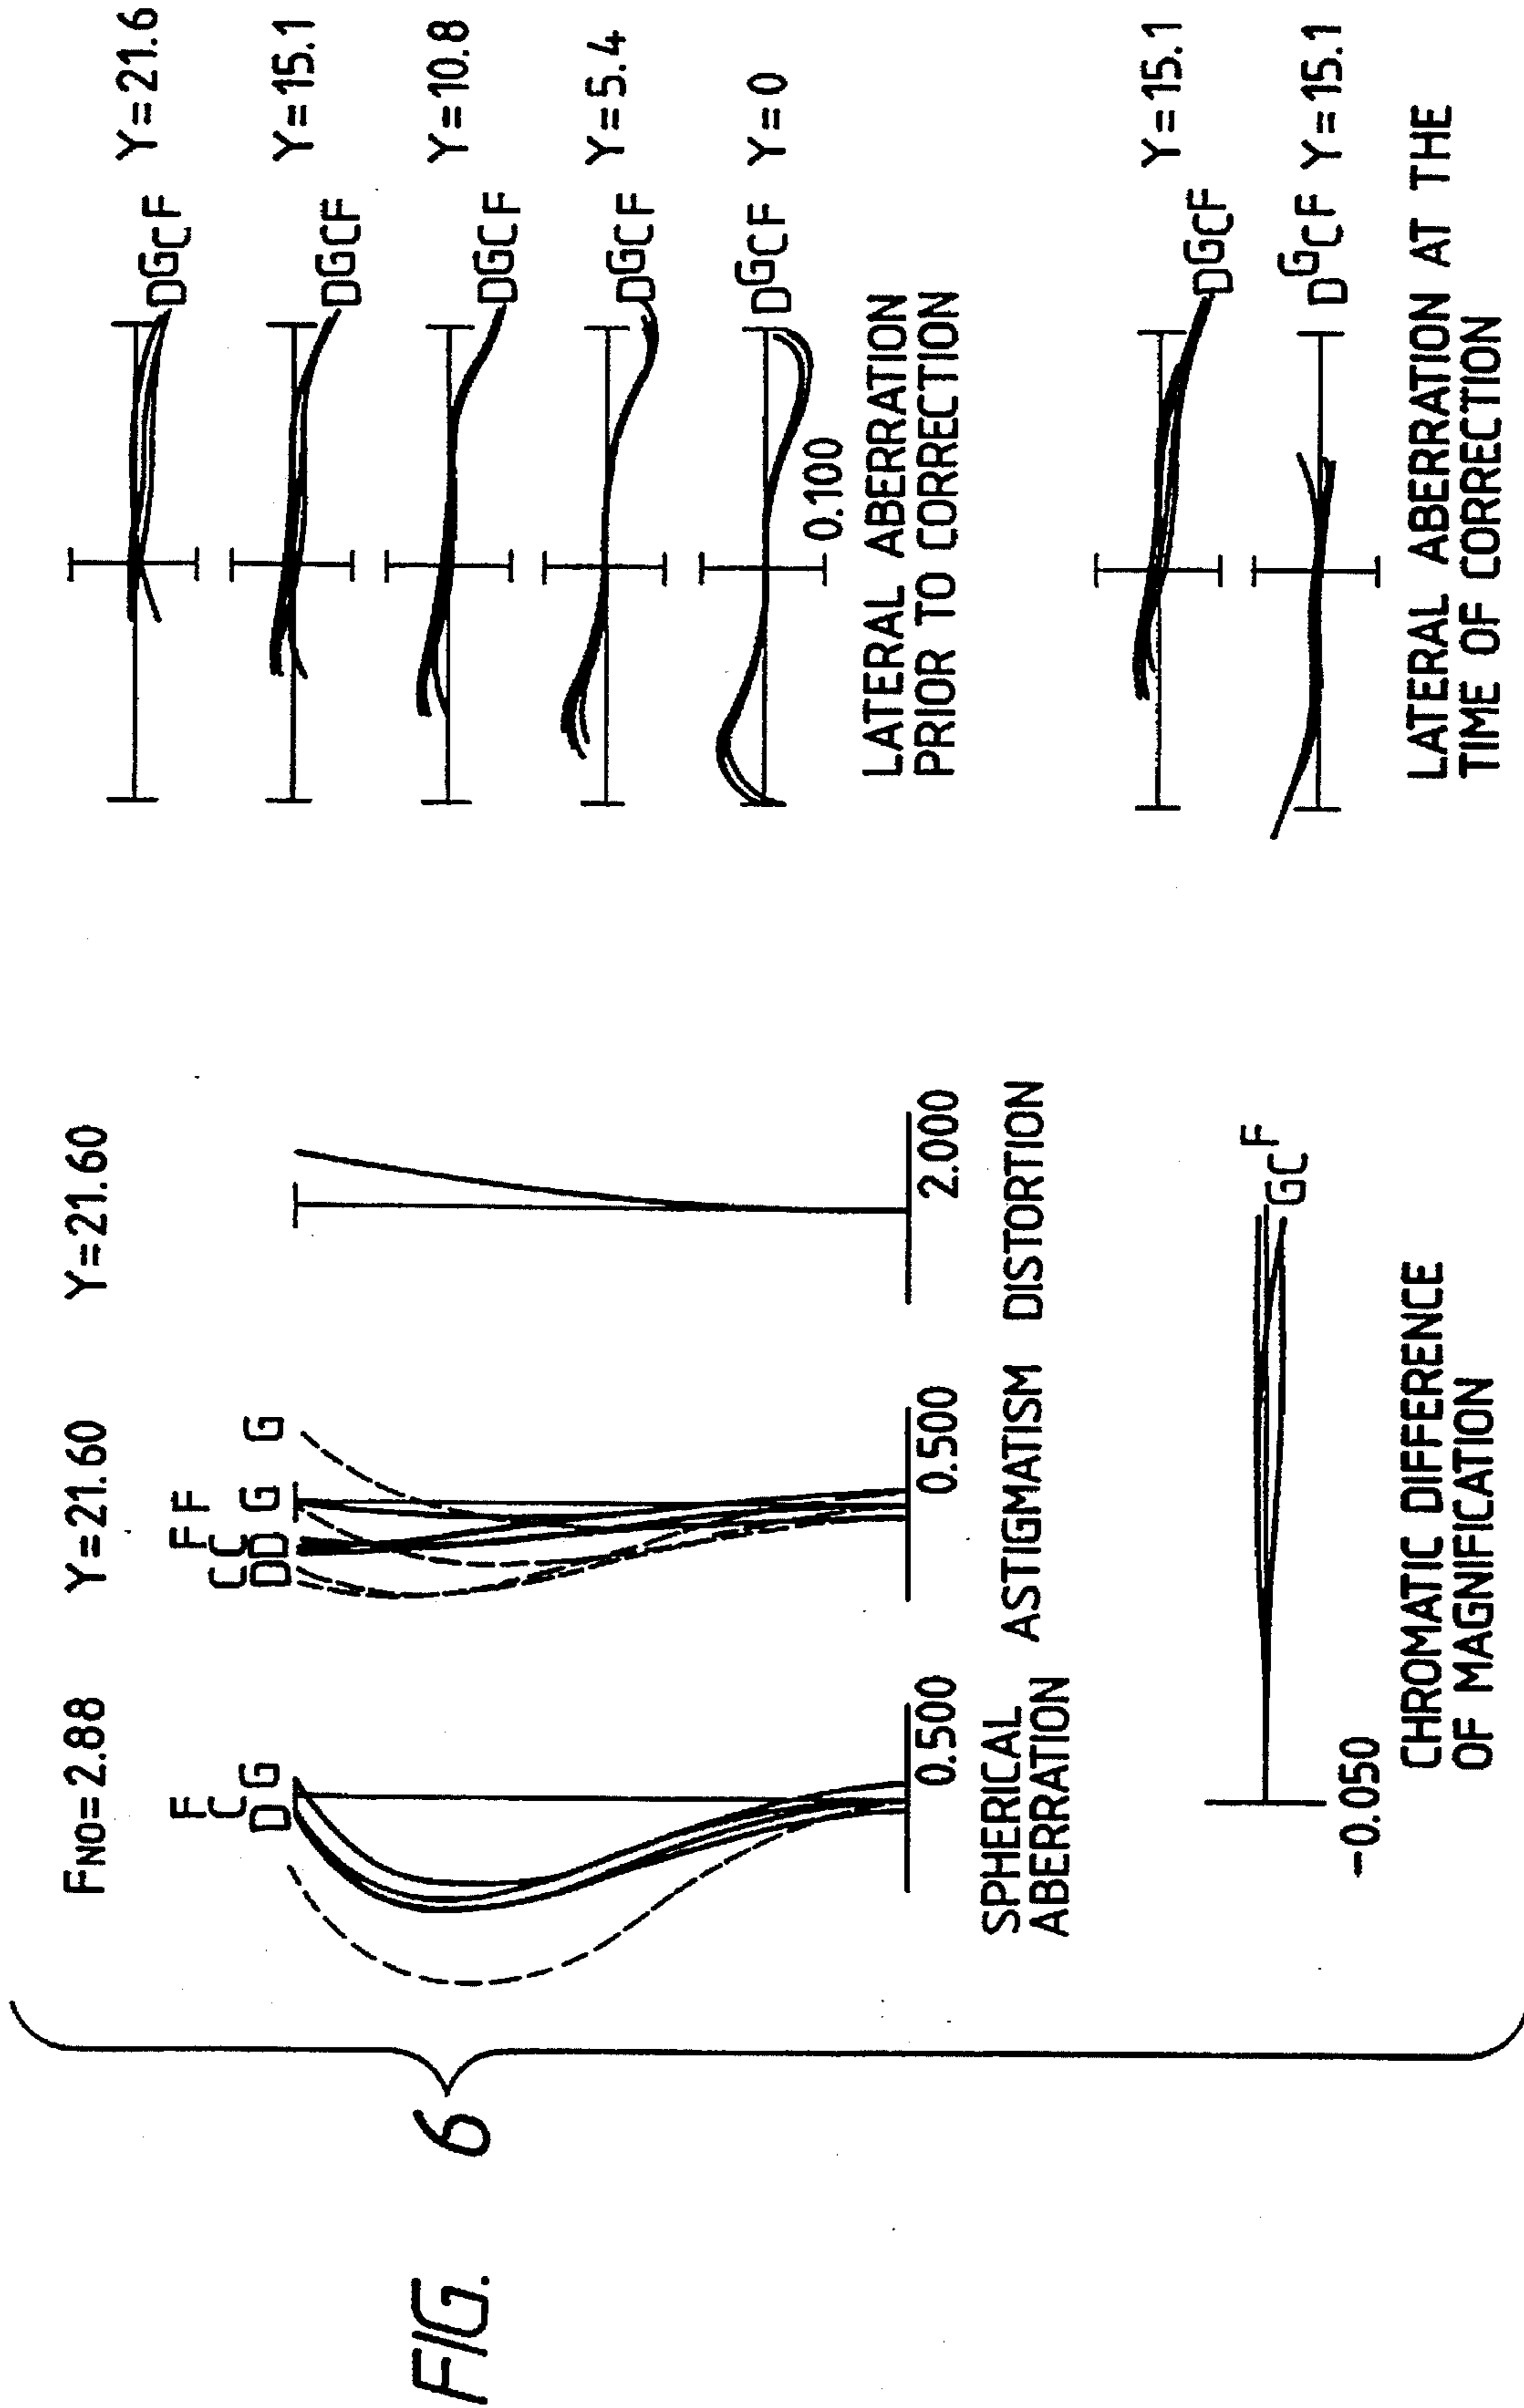 FIG. 6
FNO=2.88
F
C
D G
0.500
SPHERICAL
ABERRATION
Y=21.60
F F
C C
D D G G
0.500
ASTIGMATISM
Y=21.60
2.000
DISTORTION
-0.050
F
GC
CHROMATIC DIFFERENCE
OF MAGNIFICATION
DGCF Y=21.6
DGCF Y=15.1
DGCF Y=10.8
DGCF Y=5.4
DGCF Y=0
0.100
LATERAL ABERRATION
PRIOR TO CORRECTION
DGCF Y=15.1
DGCF Y=15.1
LATERAL ABERRATION AT THE
TIME OF CORRECTION